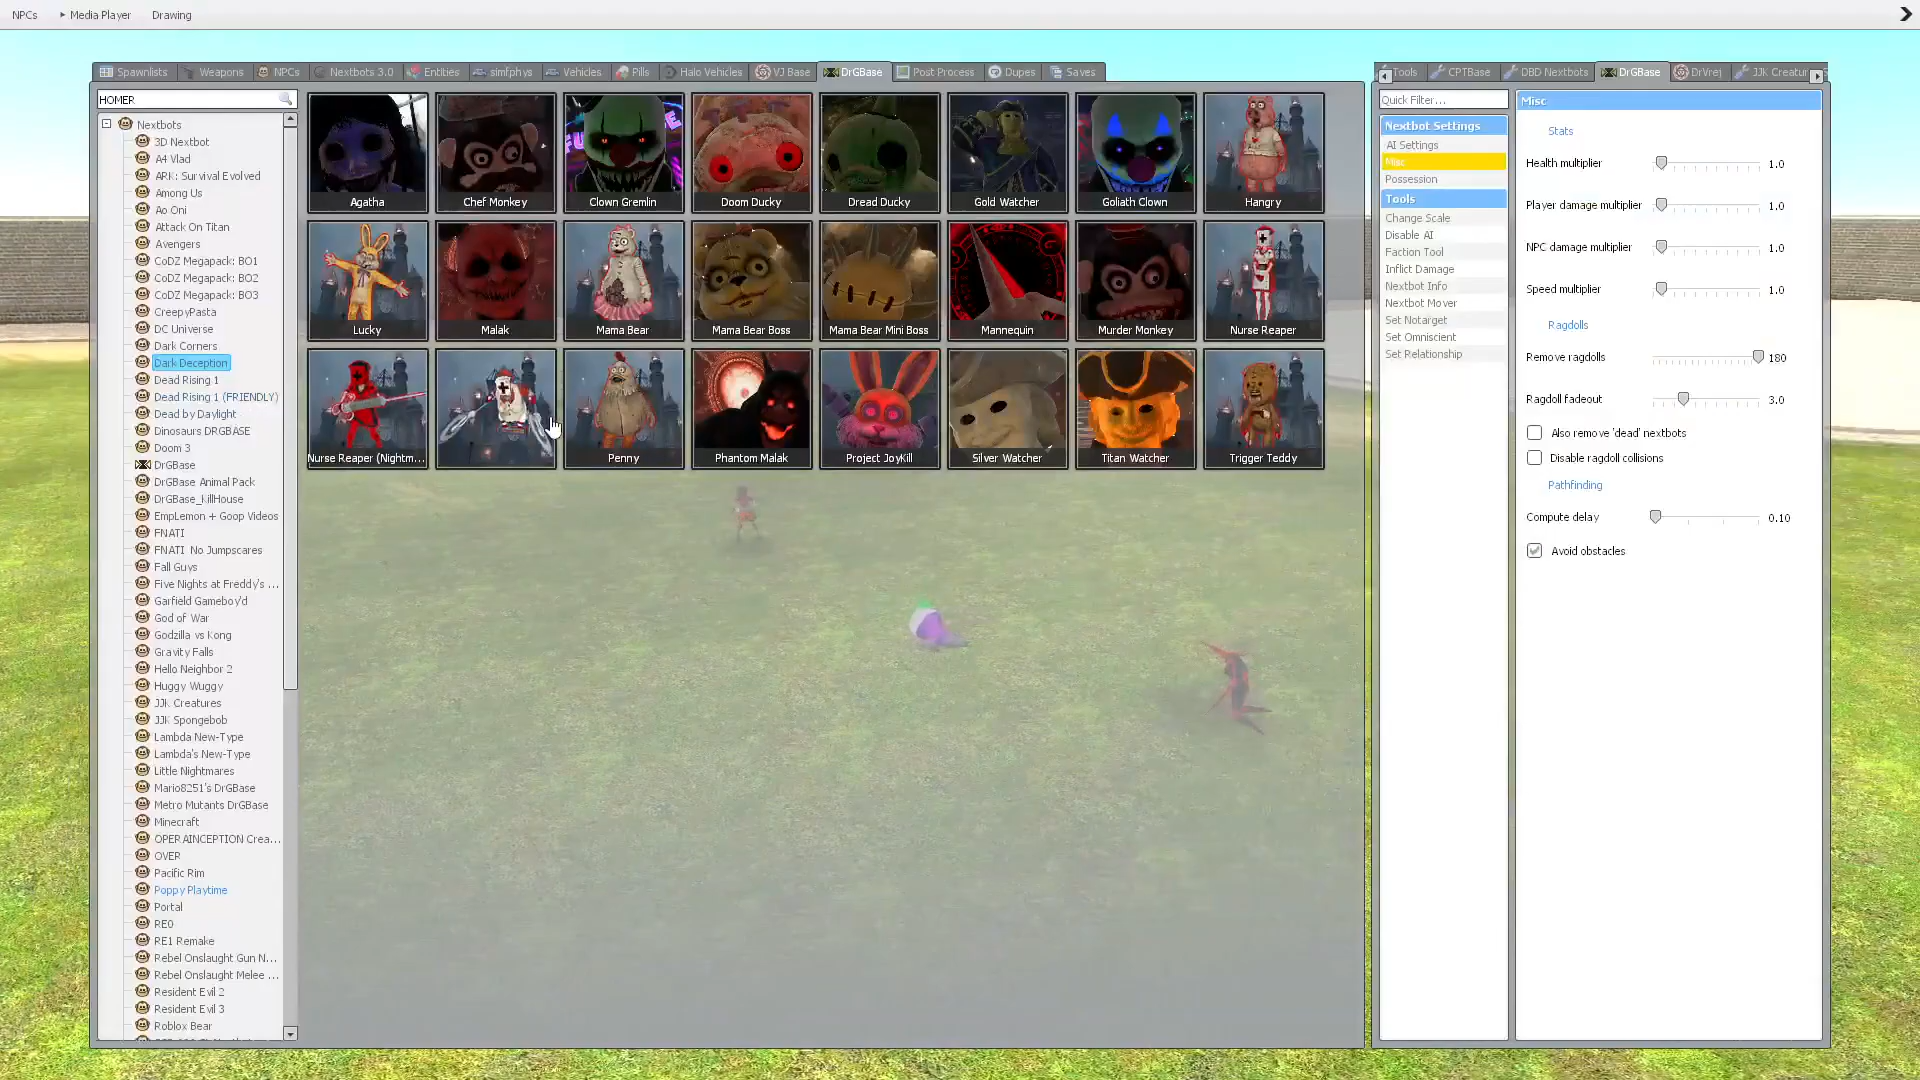 NPCs Media Player Drawing
Spawnlists Weapons NPCs Nextbots 3.0 Entities simfphys Vehicles Pills Halo Vehicles VJ Base DrGBase Post Process Dupes Saves
Tools CPTBase DBD Nextbots DrGBase DrVrej JJK Creatur
HOMER
Nextbots
3D Nextbot
A4 Vlad
ARK: Survival Evolved
Among Us
Ao Oni
Attack On Titan
Avengers
CoDZ Megapack: BO1
CoDZ Megapack: BO2
CoDZ Megapack: BO3
CreepyPasta
DC Universe
Dark Corners
Dark Deception
Dead Rising 1
Dead Rising 1 (FRIENDLY)
Dead by Daylight
Dinosaurs DRGBASE
Doom 3
DrGBase
DrGBase Animal Pack
DrGBase_KillHouse
EmpLemon + Goop Videos
FNATI
FNATI No Jumpscares
Fall Guys
Five Nights at Freddy's ...
Garfield Gameboy'd
God of War
Godzilla vs Kong
Gravity Falls
Hello Neighbor 2
Huggy Wuggy
JJK Creatures
JJK Spongebob
Lambda New-Type
Lambda's New-Type
Little Nightmares
Mario8251's DrGBase
Metro Mutants DrGBase
Minecraft
OPERAINCEPTION Crea...
OVER
Pacific Rim
Poppy Playtime
Portal
RE0
RE1 Remake
Rebel Onslaught Gun N...
Rebel Onslaught Melee ...
Resident Evil 2
Resident Evil 3
Roblox Bear
Agatha Chef Monkey Clown Gremlin Doom Ducky Dread Ducky Gold Watcher Goliath Clown Hangry
Lucky Malak Mama Bear Mama Bear Boss Mama Bear Mini Boss Mannequin Murder Monkey Nurse Reaper
Nurse Reaper (Nightm... Penny Phantom Malak Project JoyKill Silver Watcher Titan Watcher Trigger Teddy
Quick Filter...
Nextbot Settings
AI Settings
Misc
Possession
Tools
Change Scale
Disable AI
Faction Tool
Inflict Damage
Nextbot Info
Nextbot Mover
Set Notarget
Set Omniscient
Set Relationship
Misc
Stats
Health multiplier 1.0
Player damage multiplier 1.0
NPC damage multiplier 1.0
Speed multiplier 1.0
Ragdolls
Remove ragdolls 180
Ragdoll fadeout 3.0
Also remove 'dead' nextbots
Disable ragdoll collisions
Pathfinding
Compute delay 0.10
Avoid obstacles